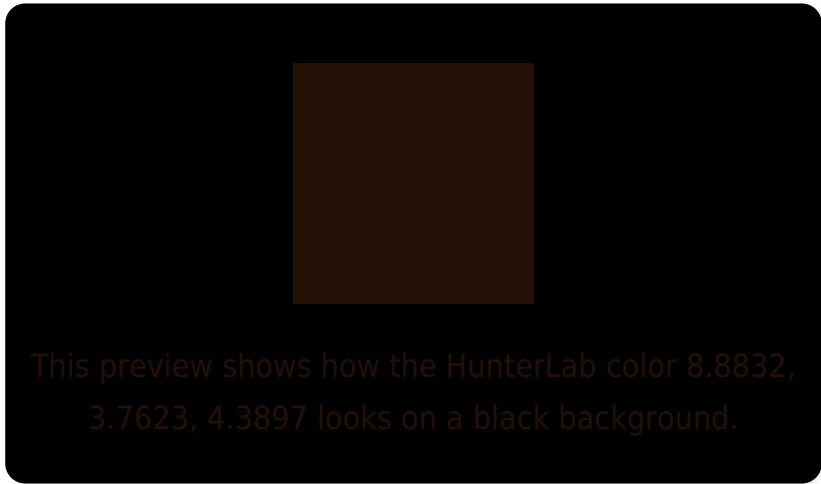 This preview shows how the HunterLab color 8.8832,
3.7623, 4.3897 looks on a black background.